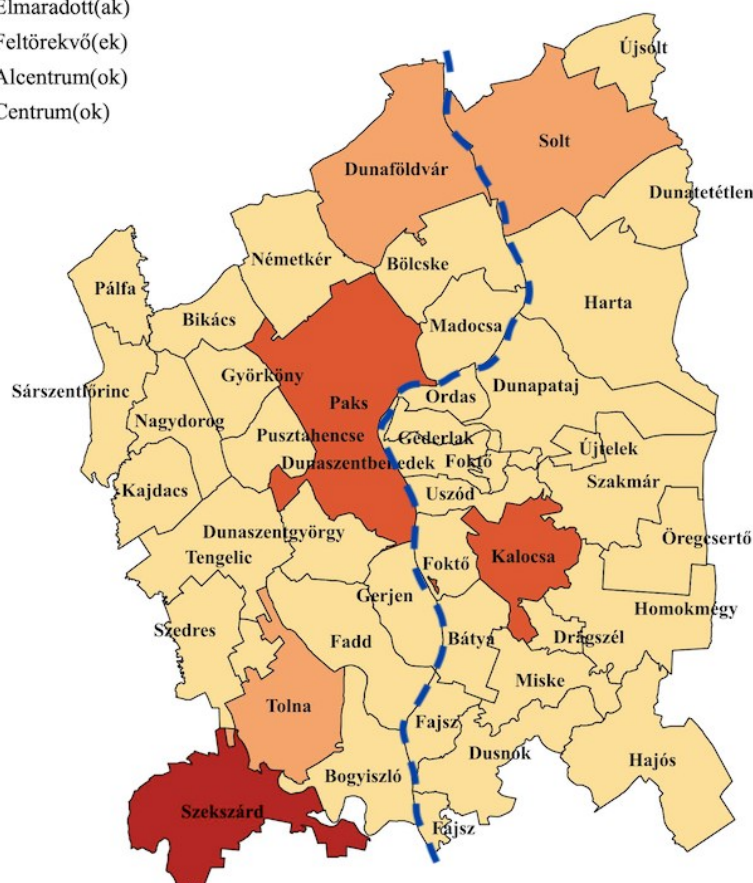 Elmaradott(ak)
Feltörekvő(ek)
Alcentrum(ok)
Centrum(ok)
Újsolt
Solt
Dunaföldvár
Dunatetétlen
Németkér
Bölcske
Pálfa
Harta
Bikács
Madocsa
Györköny
Dunapataj
Sárszentlőrinc
Ordas
Paks
Nagydorog
Pusztahencse
Géderlak
Újtelek
Dunaszentbenedek
Foktő
Szakmár
Kajdacs
Uszód
Dunaszentgyörgy
Öregcsertő
Tengelic
Foktő
Kalocsa
Gerjen
Homokmégy
Szedres
Fadd
Bátya
Drágszél
Miske
Tolna
Fajsz
Dusnok
Hajós
Bogyiszló
Szekszárd
Fájsz